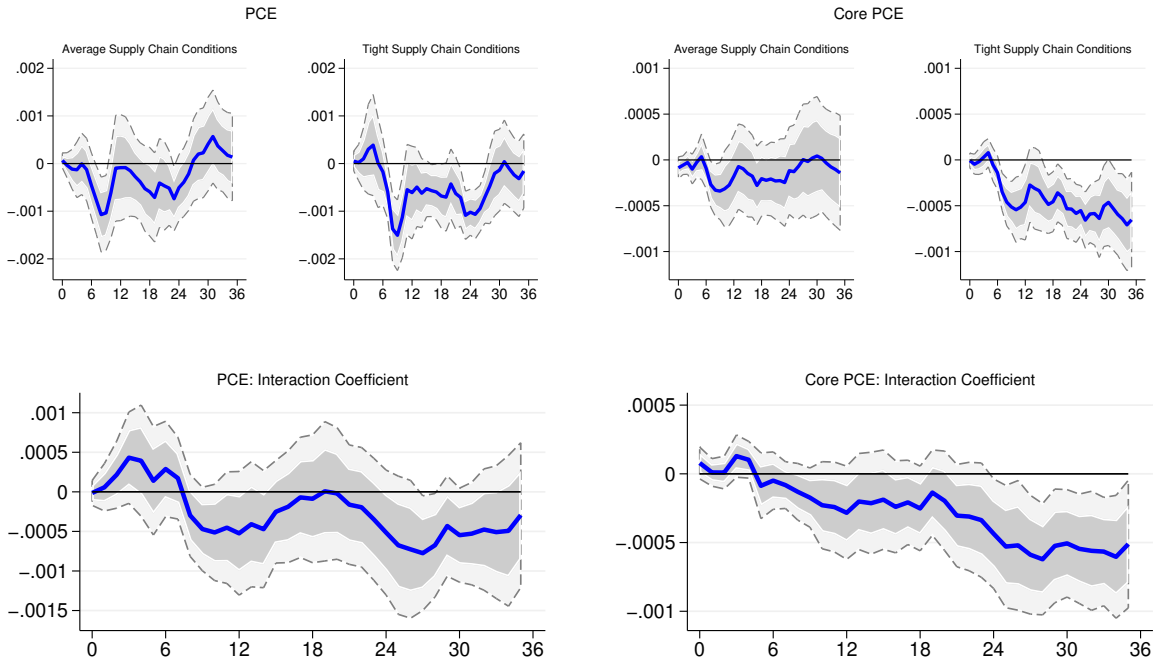 PCE
Average Supply Chain Conditions
.002
.001
0
−.001
−.002
0 6 12 18 24 30 36
Tight Supply Chain Conditions
.002
.001
0
−.001
−.002
0 6 12 18 24 30 36
Core PCE
Average Supply Chain Conditions
.001
.0005
0
−.0005
−.001
0 6 12 18 24 30 36
Tight Supply Chain Conditions
.001
.0005
0
−.0005
−.001
0 6 12 18 24 30 36
PCE: Interaction Coefficient
.001
.0005
0
−.0005
−.001
−.0015
0 6 12 18 24 30 36
Core PCE: Interaction Coefficient
.0005
0
−.0005
−.001
0 6 12 18 24 30 36